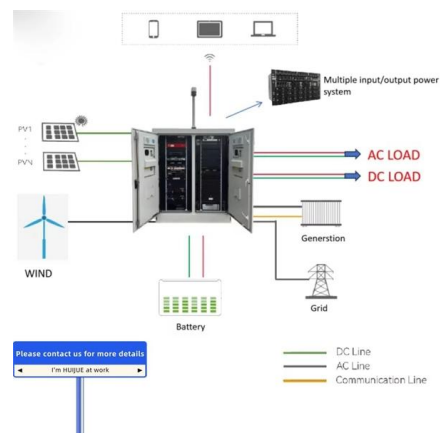 Multiple input/output power
system
PV1
PVN
AC LOAD
DC LOAD
WIND
Generstion
Grid
Battery
Please contact us for more details
I'm HUIJUE at work
DC Line
AC Line
Communication Line